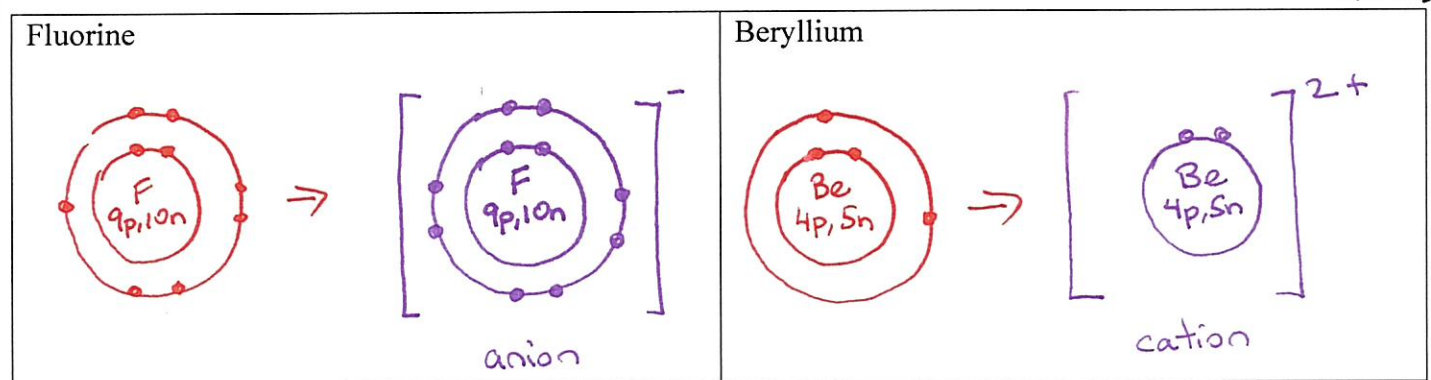 Fluorine
F
9p,10n
→
F
9p,10n
-
anion
Beryllium
Be
4p,5n
→
Be
4p,5n
2+
cation